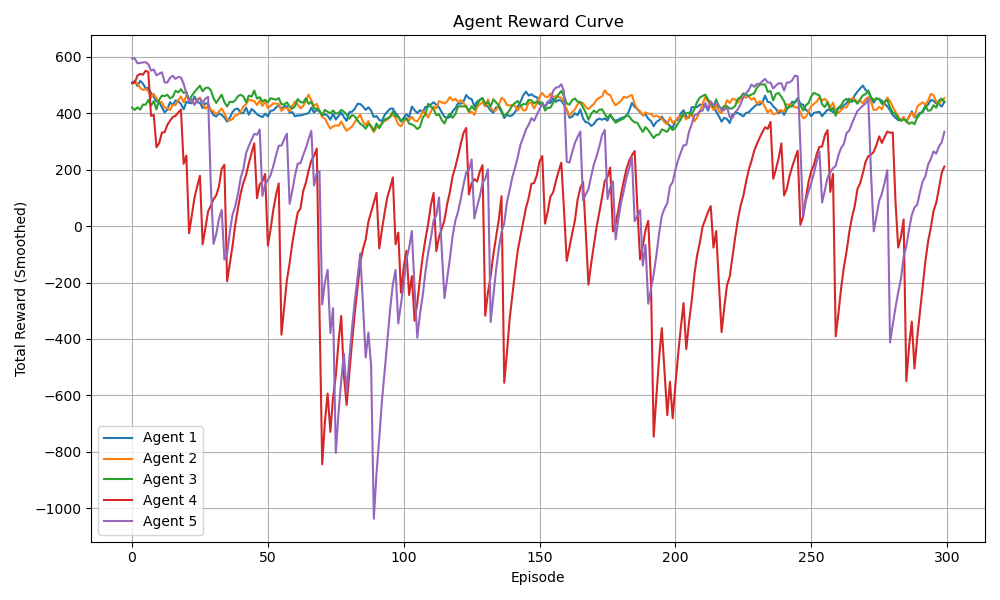 Agent Reward Curve
Total Reward (Smoothed)
600
400
200
0
−200
−400
−600
−800
−1000
Agent 1
Agent 2
Agent 3
Agent 4
Agent 5
0 50 100 150 200 250 300
Episode